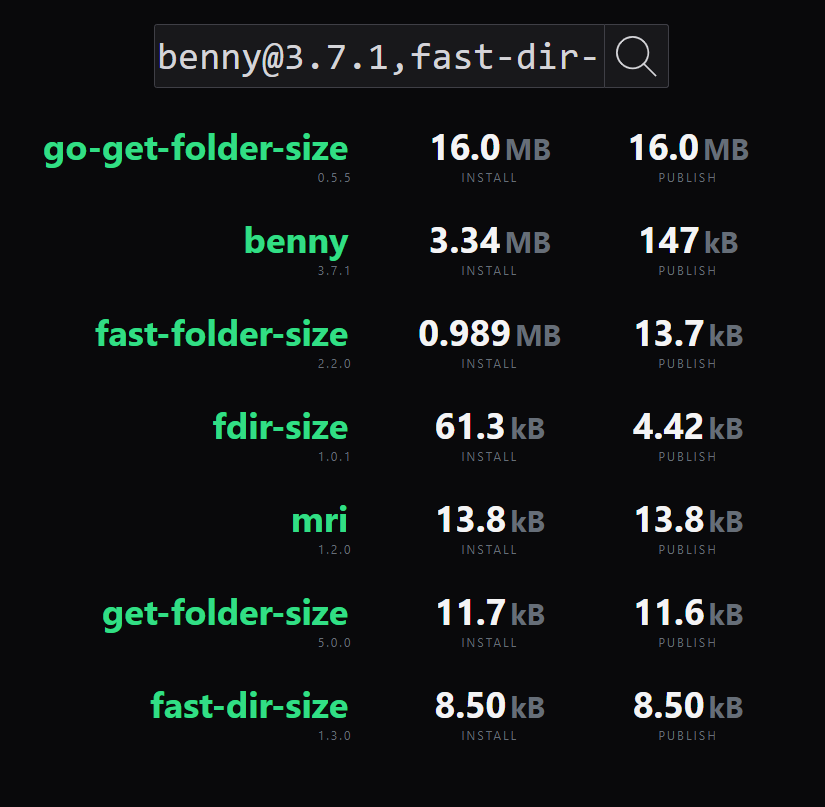 benny@3.7.1,fast-dir-
go-get-folder-size 16.0 MB 16.0 MB
0.5.5 INSTALL PUBLISH
benny 3.34 MB 147 kB
3.7.1 INSTALL PUBLISH
fast-folder-size 0.989 MB 13.7 kB
2.2.0 INSTALL PUBLISH
fdir-size 61.3 kB 4.42 kB
1.0.1 INSTALL PUBLISH
mri 13.8 kB 13.8 kB
1.2.0 INSTALL PUBLISH
get-folder-size 11.7 kB 11.6 kB
5.0.0 INSTALL PUBLISH
fast-dir-size 8.50 kB 8.50 kB
1.3.0 INSTALL PUBLISH